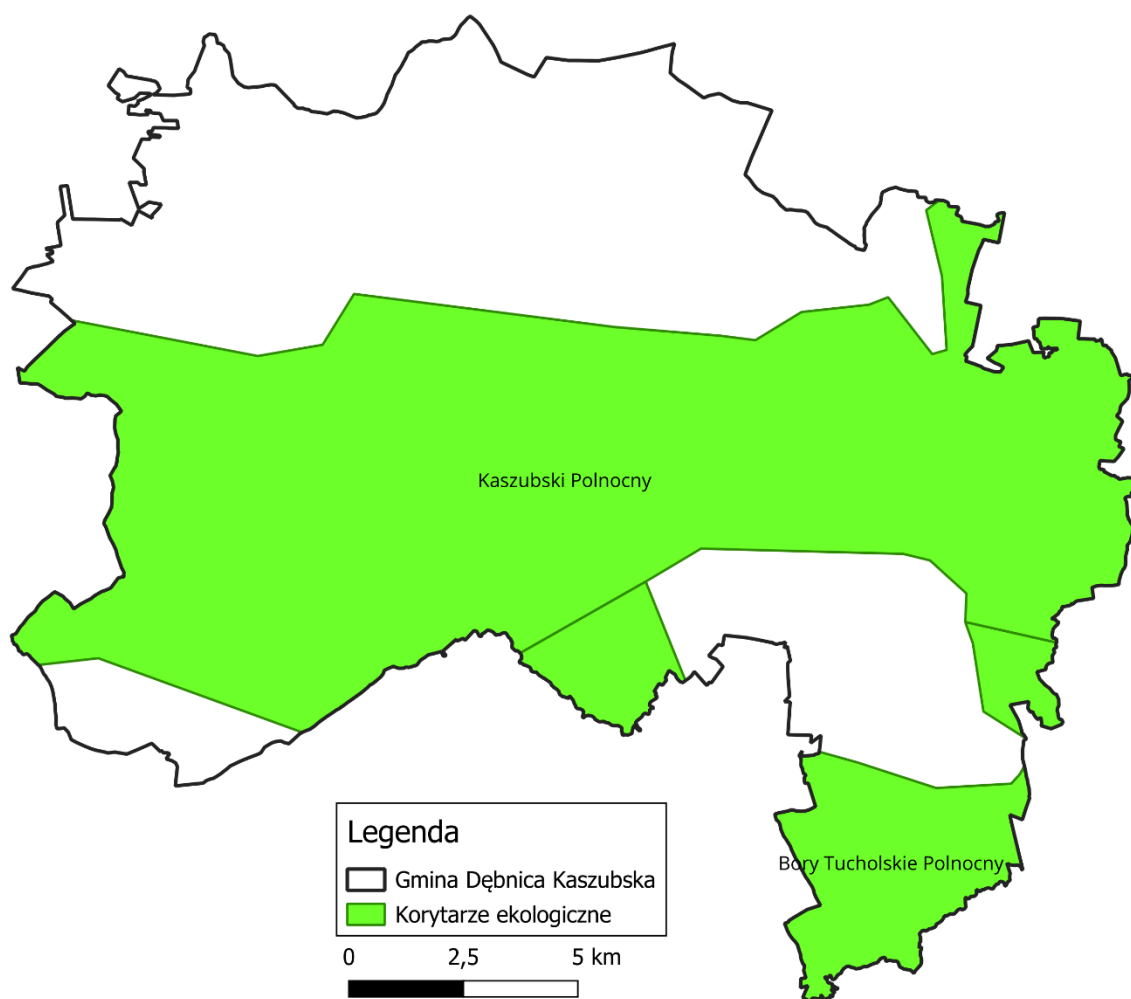 Kaszubski Polnocny
Legenda
Gmina Dębnica Kaszubska
Bory Tucholskie Polnocny
Korytarze ekologiczne
0 2,5 5 km